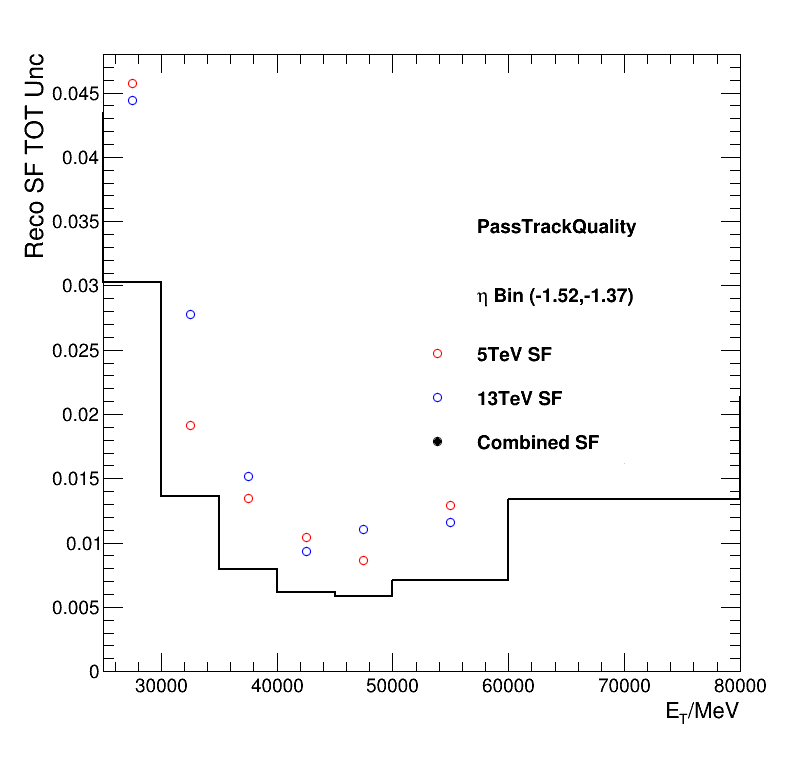 Reco SF TOT Unc
0.045
0.04
0.035
0.03
0.025
0.02
0.015
0.01
0.005
0
PassTrackQuality
η Bin (-1.52,-1.37)
5TeV SF
13TeV SF
Combined SF
30000 40000 50000 60000 70000 80000
E_T/MeV